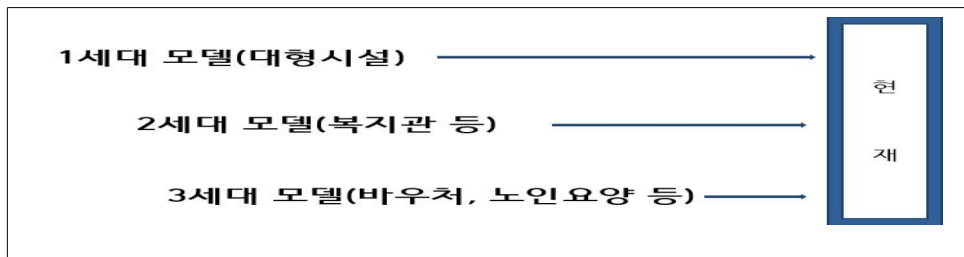 1세대 모델(대형시설)
2세대 모델(복지관 등)
3세대 모델(바우처, 노인요양 등)
현
재